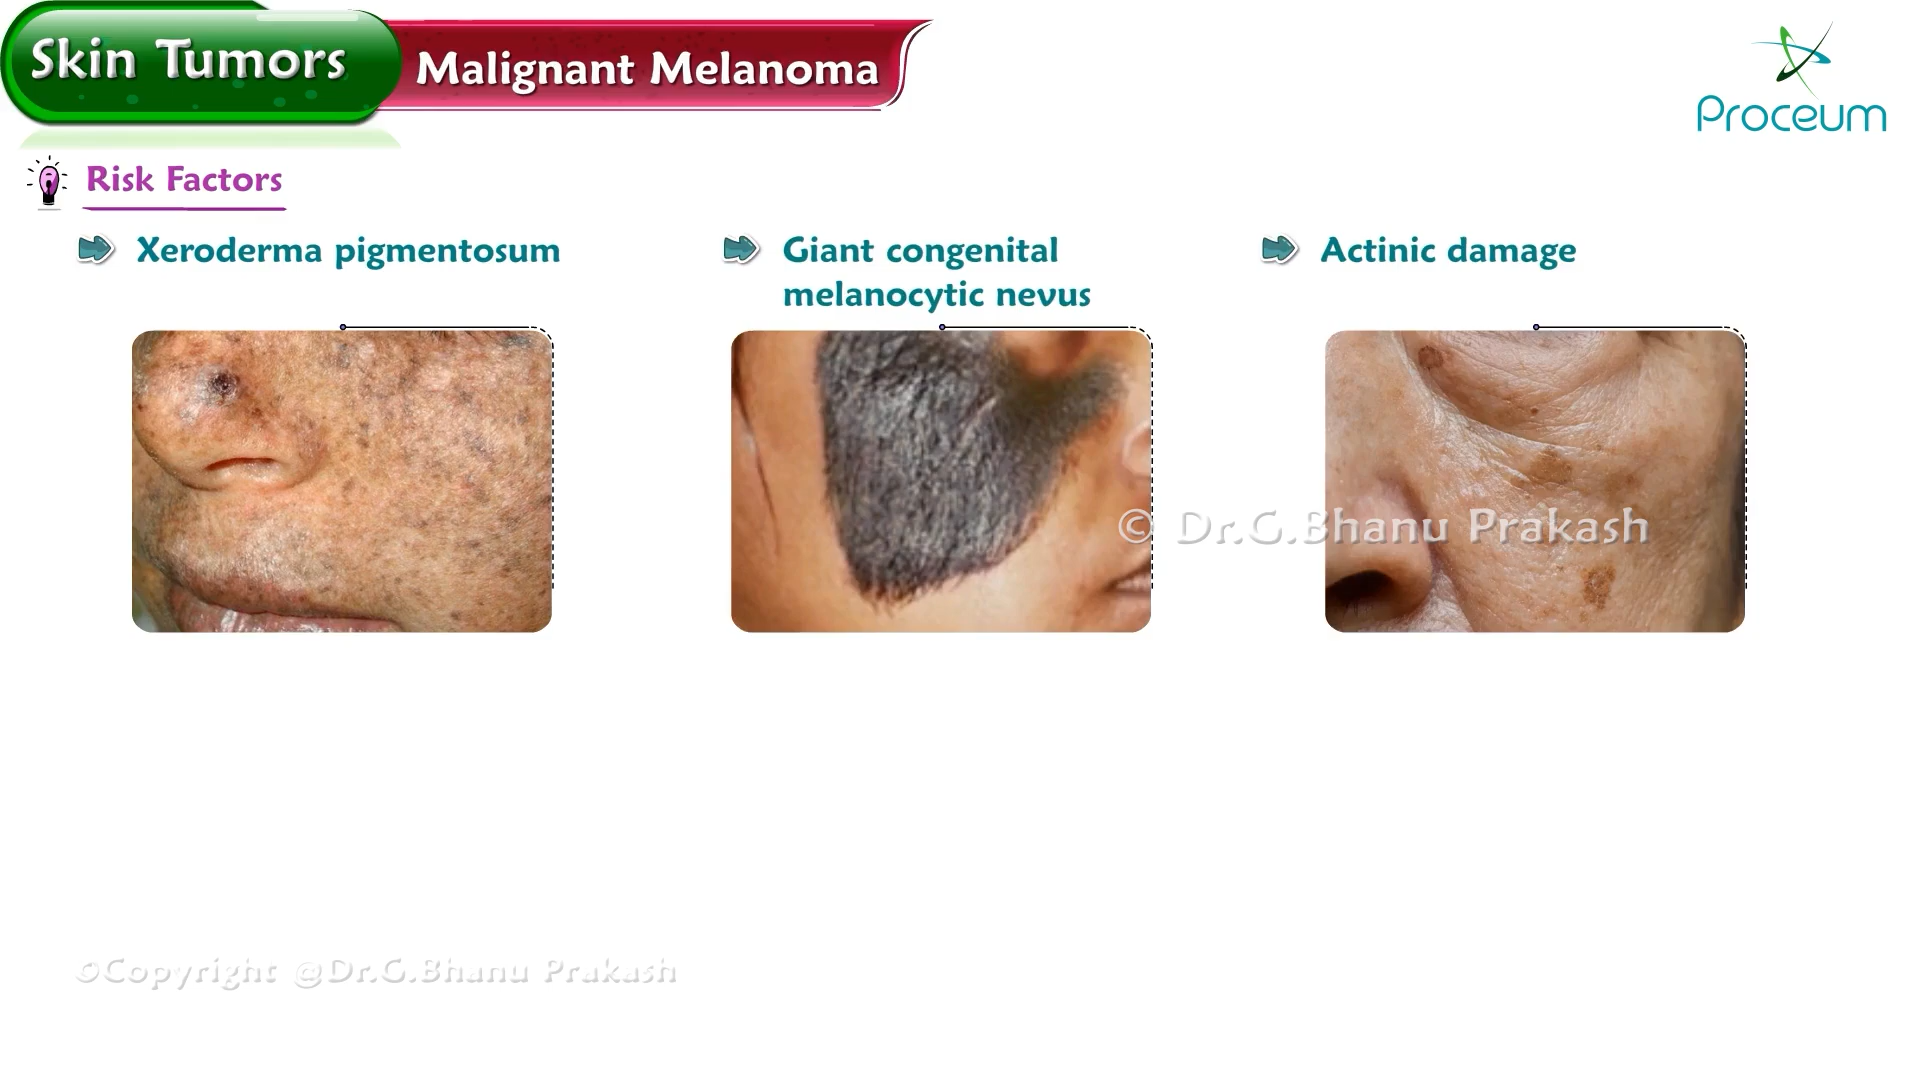 Skin Tumors
Malignant Melanoma
Proceum
Risk Factors
Xeroderma pigmentosum
Giant congenital
melanocytic nevus
Actinic damage
© Dr.G.Bhanu Prakash
©Copyright @Dr.G.Bhanu Prakash